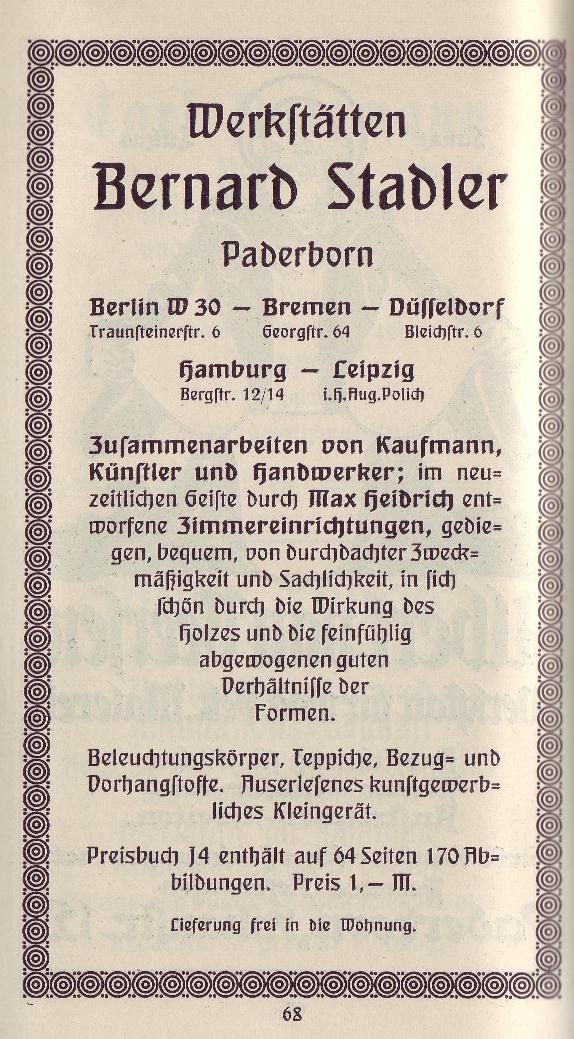 Werkſtätten
Bernard Stadler
Paderborn
Berlin W 30 — Bremen — Düſſeldorf
Traunſteinerſtr. 6 Georgſtr. 64 Bleichſtr. 6
Hamburg — Leipzig
Bergſtr. 12/14 i.H.Aug.Polich
Zuſammenarbeiten von Kaufmann,
Künſtler und Handwerker; im neu=
zeitlichen Geiſte durch Max Heidrich ent=
worfene Zimmereinrichtungen, gedie=
gen, bequem, von durchdachter Zweck=
mäßigkeit und Sachlichkeit, in ſich
ſchön durch die Wirkung des
Holzes und die feinfühlig
abgewogenen guten
Verhältniſſe der
Formen.
Beleuchtungskörper, Teppiche, Bezug= und
Vorhangſtoffe. Auserleſenes kunſtgewerb=
liches Kleingerät.
Preisbuch J4 enthält auf 64 Seiten 170 Ab=
bildungen. Preis 1,— M.
Lieferung frei in die Wohnung.
68